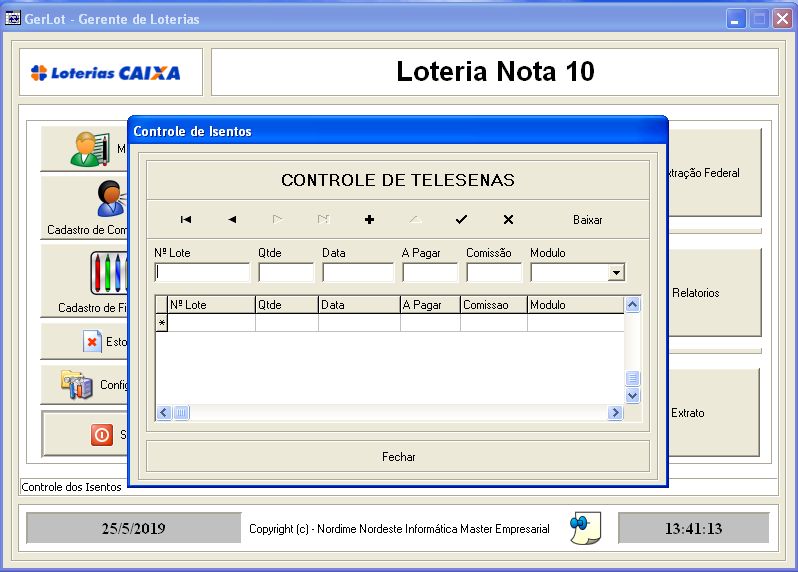 GerLot - Gerente de Loterias
Loterias CAIXA
Loteria Nota 10
Controle de Isentos
CONTROLE DE TELESENAS
Baixar
Nº Lote Qtde Data A Pagar Comissão Modulo
Nº Lote Qtde Data A Pagar Comissao Modulo
*
Fechar
M
Cadastro de Com
Cadastro de Fi
Esto
Config
S
xtração Federal
Relatorios
Extrato
Controle dos Isentos
25/5/2019
Copyright (c) - Nordime Nordeste Informática Master Empresarial
13:41:13